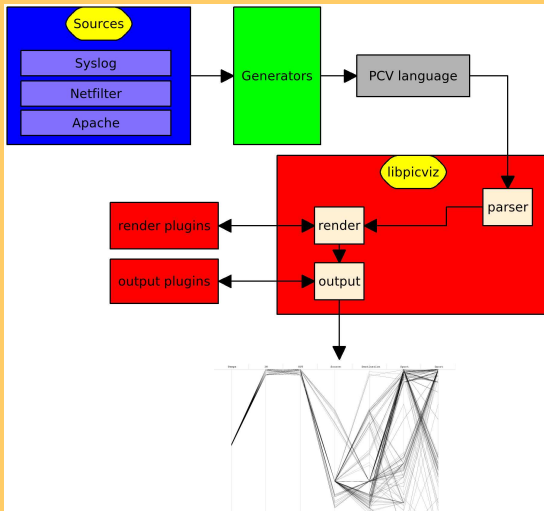 Sources
Syslog
Netfilter
Apache
Generators
PCV language
libpicviz
parser
render plugins
render
output plugins
output